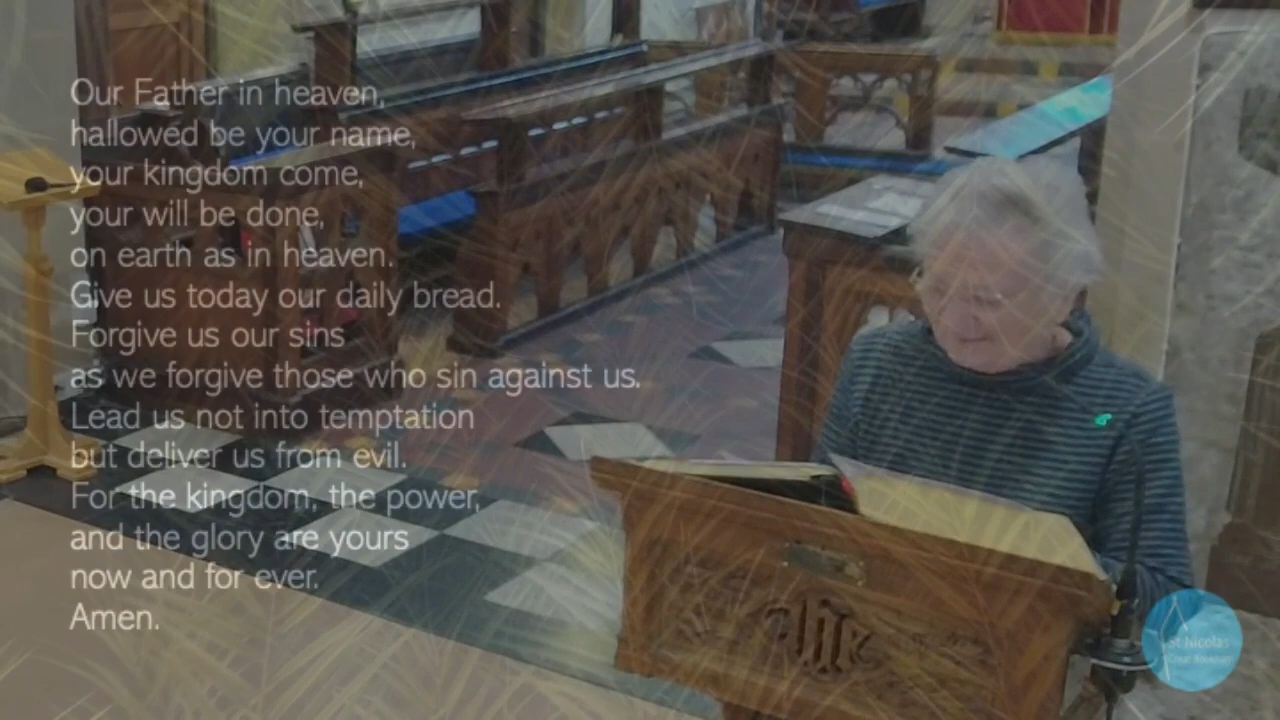 Our Father in heaven,
hallowed be your name,
your kingdom come,
your will be done,
on earth as in heaven.
Give us today our daily bread.
Forgive us our sins
as we forgive those who sin against us.
Lead us not into temptation
but deliver us from evil.
For the kingdom, the power,
and the glory are yours
now and for ever.
Amen.
St Nicolas